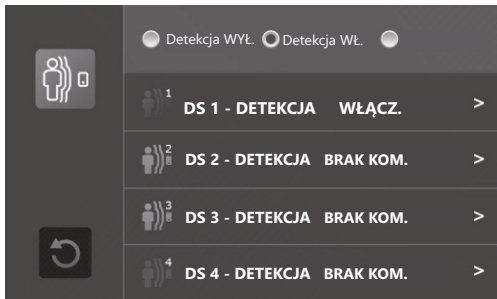 Detekcja WYŁ. Detekcja WŁ.
1 DS 1 - DETEKCJA WŁĄCZ. >
2 DS 2 - DETEKCJA BRAK KOM. >
3 DS 3 - DETEKCJA BRAK KOM. >
4 DS 4 - DETEKCJA BRAK KOM. >